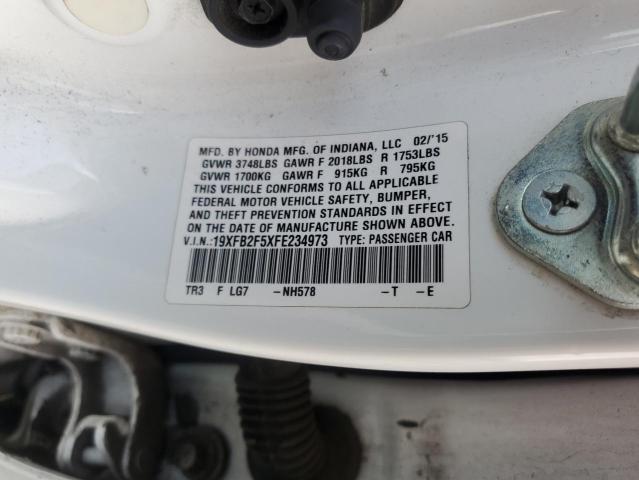 MFD. BY HONDA MFG. OF INDIANA, LLC 02/'15
GVWR 3748LBS GAWR F 2018LBS R 1753LBS
GVWR 1700KG GAWR F 915KG R 795KG
THIS VEHICLE CONFORMS TO ALL APPLICABLE
FEDERAL MOTOR VEHICLE SAFETY, BUMPER,
AND THEFT PREVENTION STANDARDS IN EFFECT
ON THE DATE OF MANUFACTURE SHOWN ABOVE.
V.I.N.: 19XFB2F5XFE234973 TYPE: PASSENGER CAR
TR3 F LG7 -NH578 -T -E